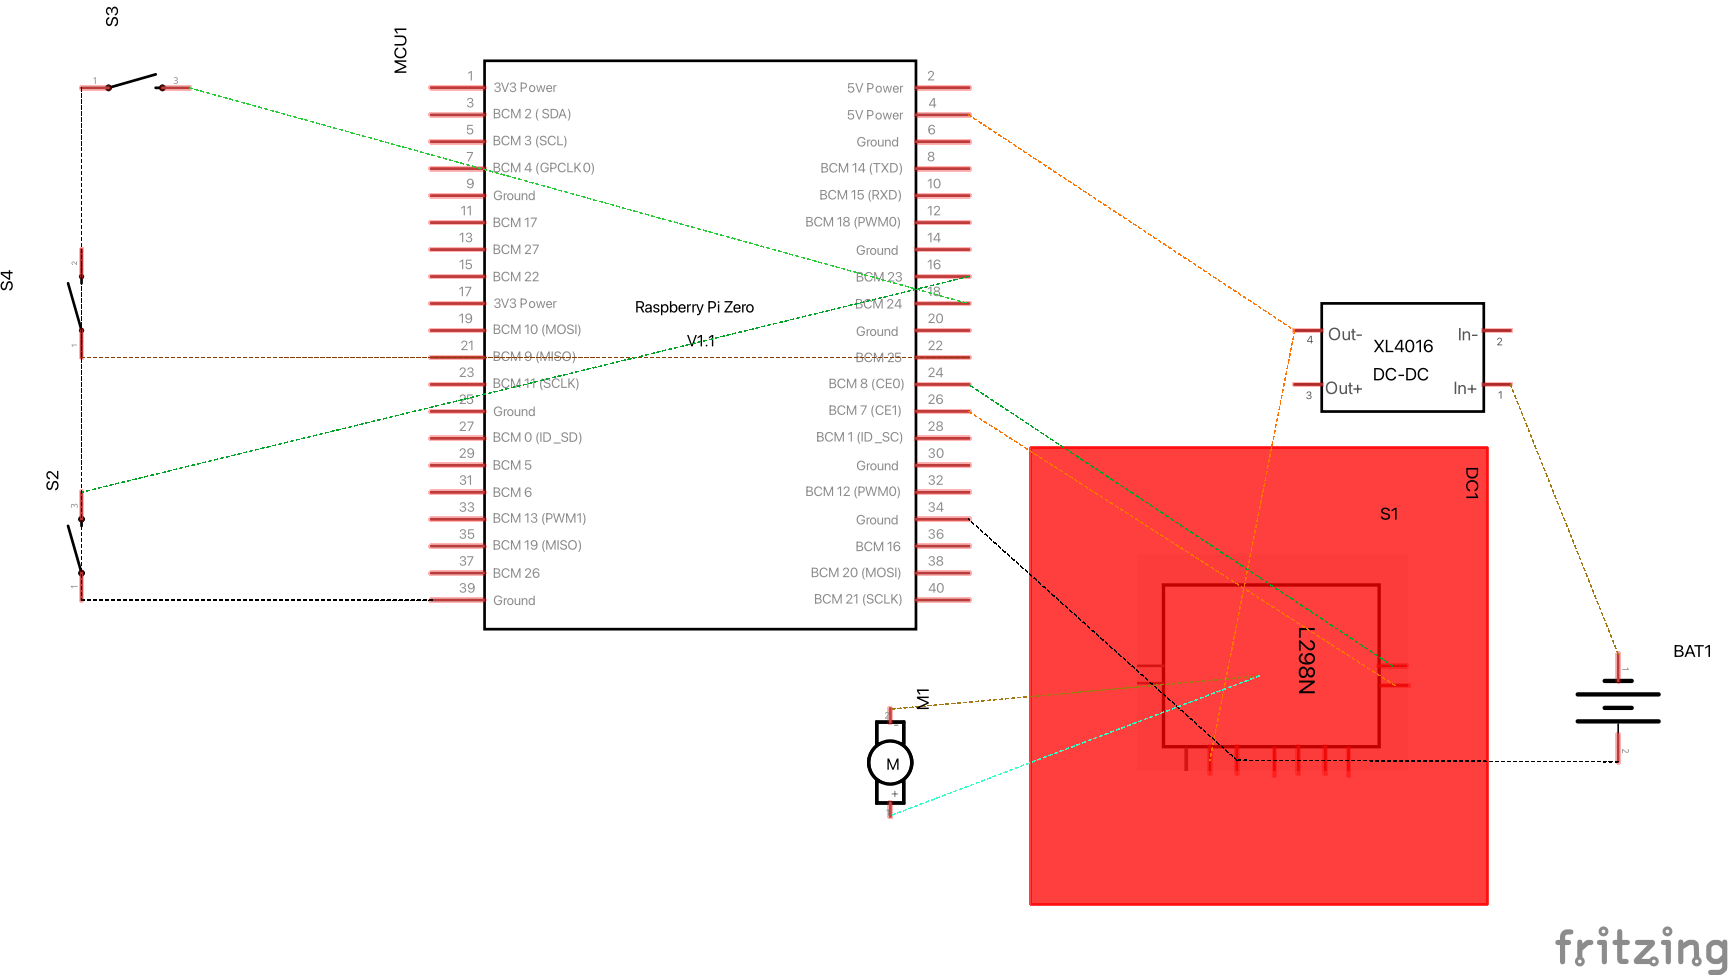 S3
1
3
S4
2
1
S2
3
1
MCU1
1
3V3 Power
3
BCM 2 ( SDA)
5
BCM 3 (SCL)
7
BCM 4 (GPCLK0)
9
Ground
11
BCM 17
13
BCM 27
15
BCM 22
17
3V3 Power
19
BCM 10 (MOSI)
21
BCM 9 (MISO)
23
BCM 11 (SCLK)
25
Ground
27
BCM 0 (ID_SD)
29
BCM 5
31
BCM 6
33
BCM 13 (PWM1)
35
BCM 19 (MISO)
37
BCM 26
39
Ground
Raspberry Pi Zero
V1.1
2
5V Power
4
5V Power
6
Ground
8
BCM 14 (TXD)
10
BCM 15 (RXD)
12
BCM 18 (PWM0)
14
Ground
16
BCM 23
18
BCM 24
20
Ground
22
BCM 25
24
BCM 8 (CE0)
26
BCM 7 (CE1)
28
BCM 1 (ID_SC)
30
Ground
32
BCM 12 (PWM0)
34
Ground
36
BCM 16
38
BCM 20 (MOSI)
40
BCM 21 (SCLK)
Out-
4
Out+
3
XL4016
DC-DC
In-
2
In+
1
DC1
S1
L298N
M1
M
+
BAT1
1
2
fritzing